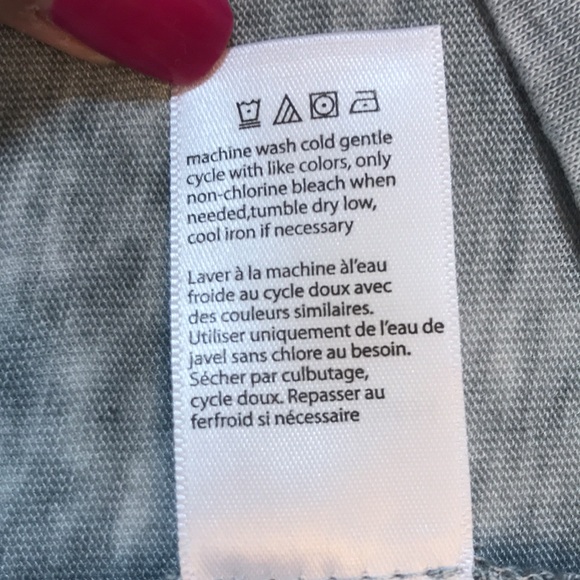 machine wash cold gentle
cycle with like colors, only
non-chlorine bleach when
needed,tumble dry low,
cool iron if necessary
Laver à la machine àl'eau
froide au cycle doux avec
des couleurs similaires.
Utiliser uniquement de l'eau de
javel sans chlore au besoin.
Sécher par culbutage,
cycle doux. Repasser au
ferfroid si nécessaire